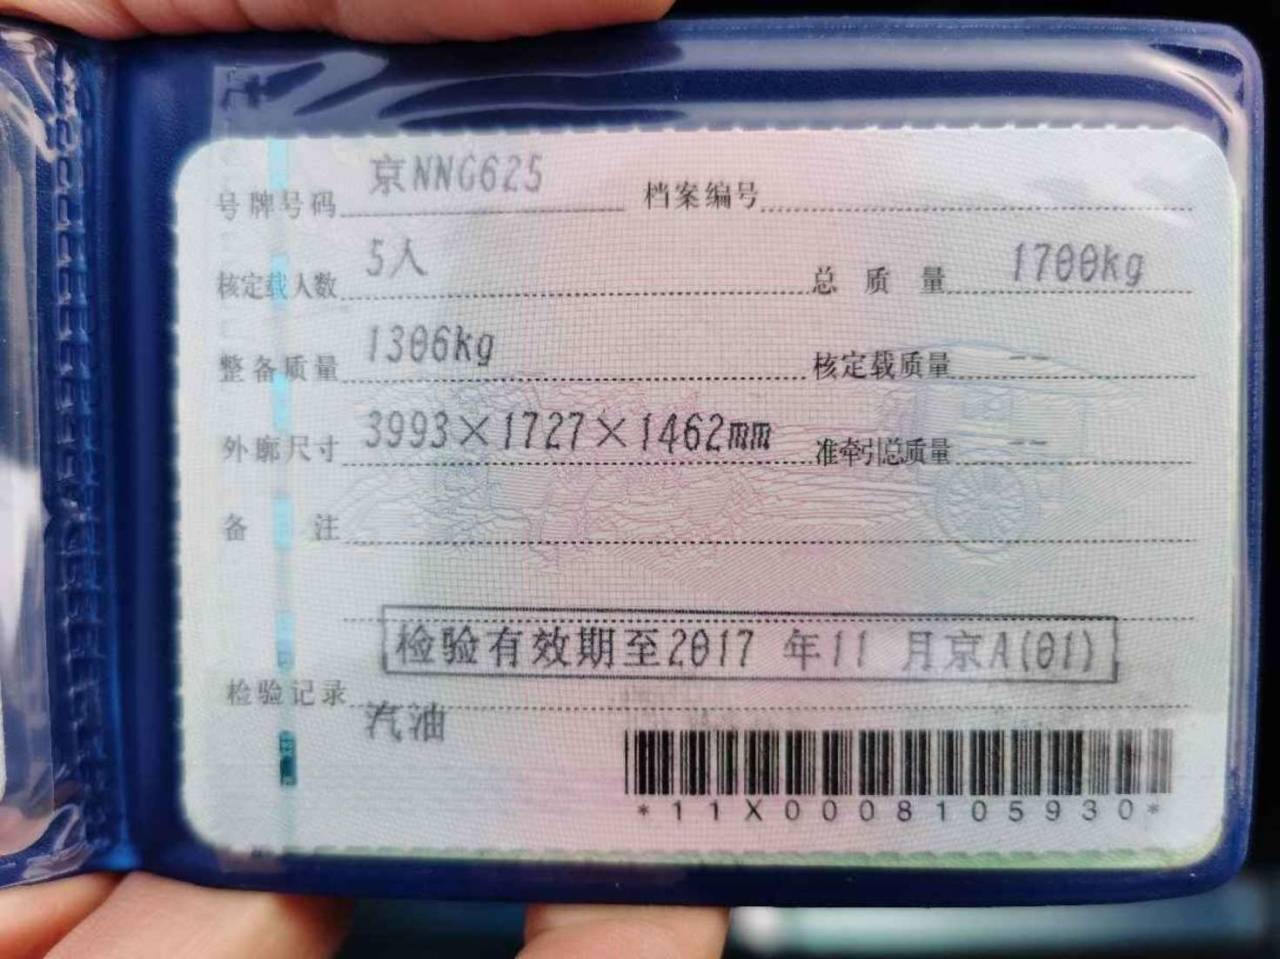 号牌号码 京NNG625 档案编号
核定载人数 5人 总质量 1700kg
整备质量 1306kg 核定载质量 --
外廓尺寸 3993×1727×1462mm 准牵引总质量 --
备注
检验有效期至2017 年11 月京A(01)
检验记录
汽油
*11X0008105930*